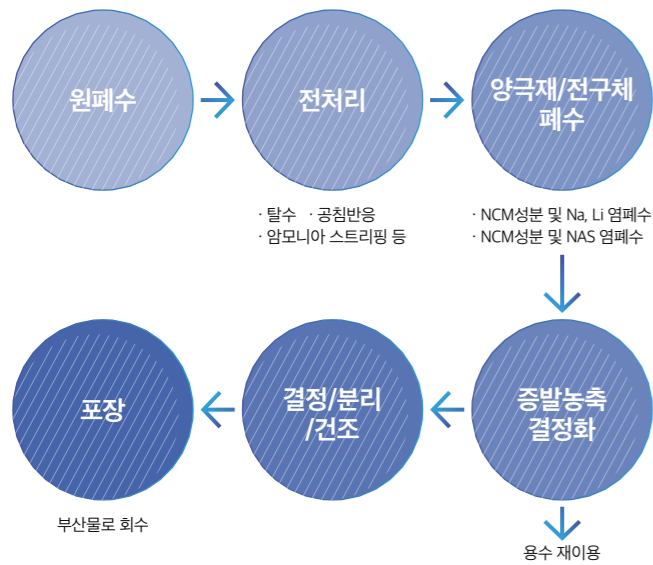 원폐수
전처리
양극재/전구체
폐수
· 탈수 · 공침반응
· 암모니아 스트리핑 등
· NCM성분 및 Na, Li 염폐수
· NCM성분 및 NAS 염폐수
증발농축
결정화
용수 재이용
결정/분리
/건조
포장
부산물로 회수